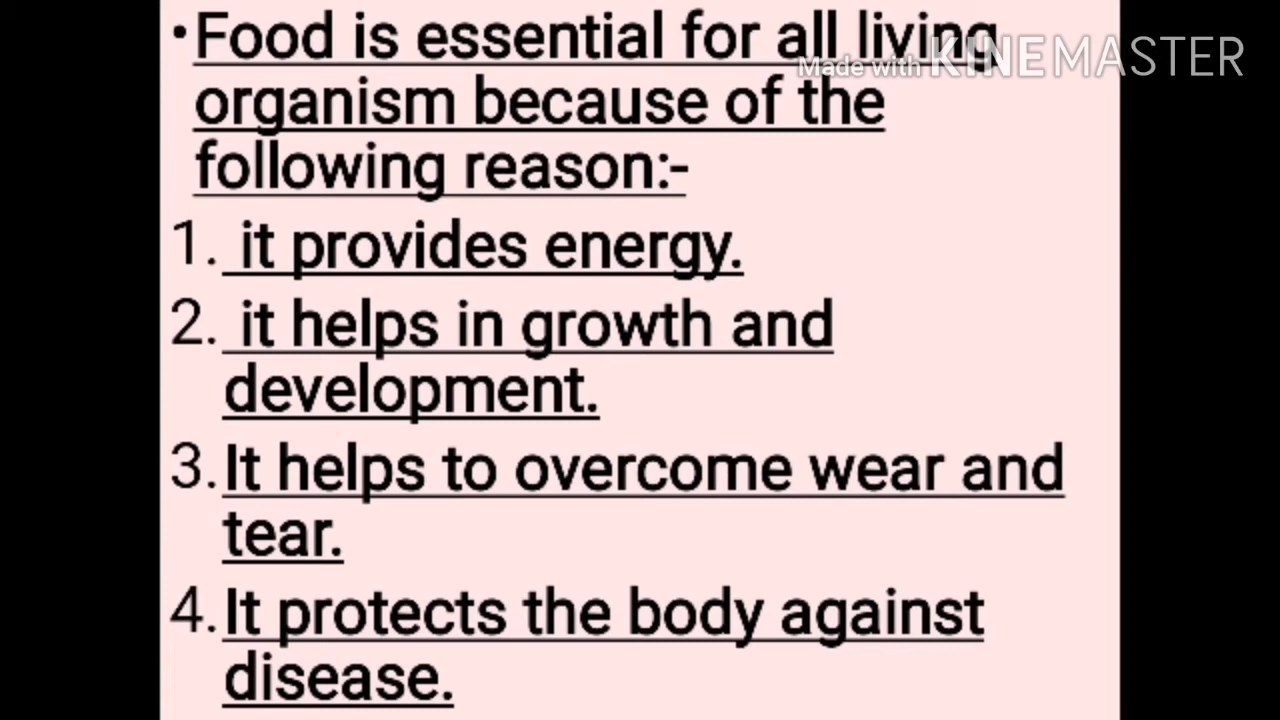 •Food is essential for all living
Made with KINEMASTER
organism because of the
following reason:-
1. it provides energy.
2. it helps in growth and
development.
3. It helps to overcome wear and
tear.
4. It protects the body against
disease.